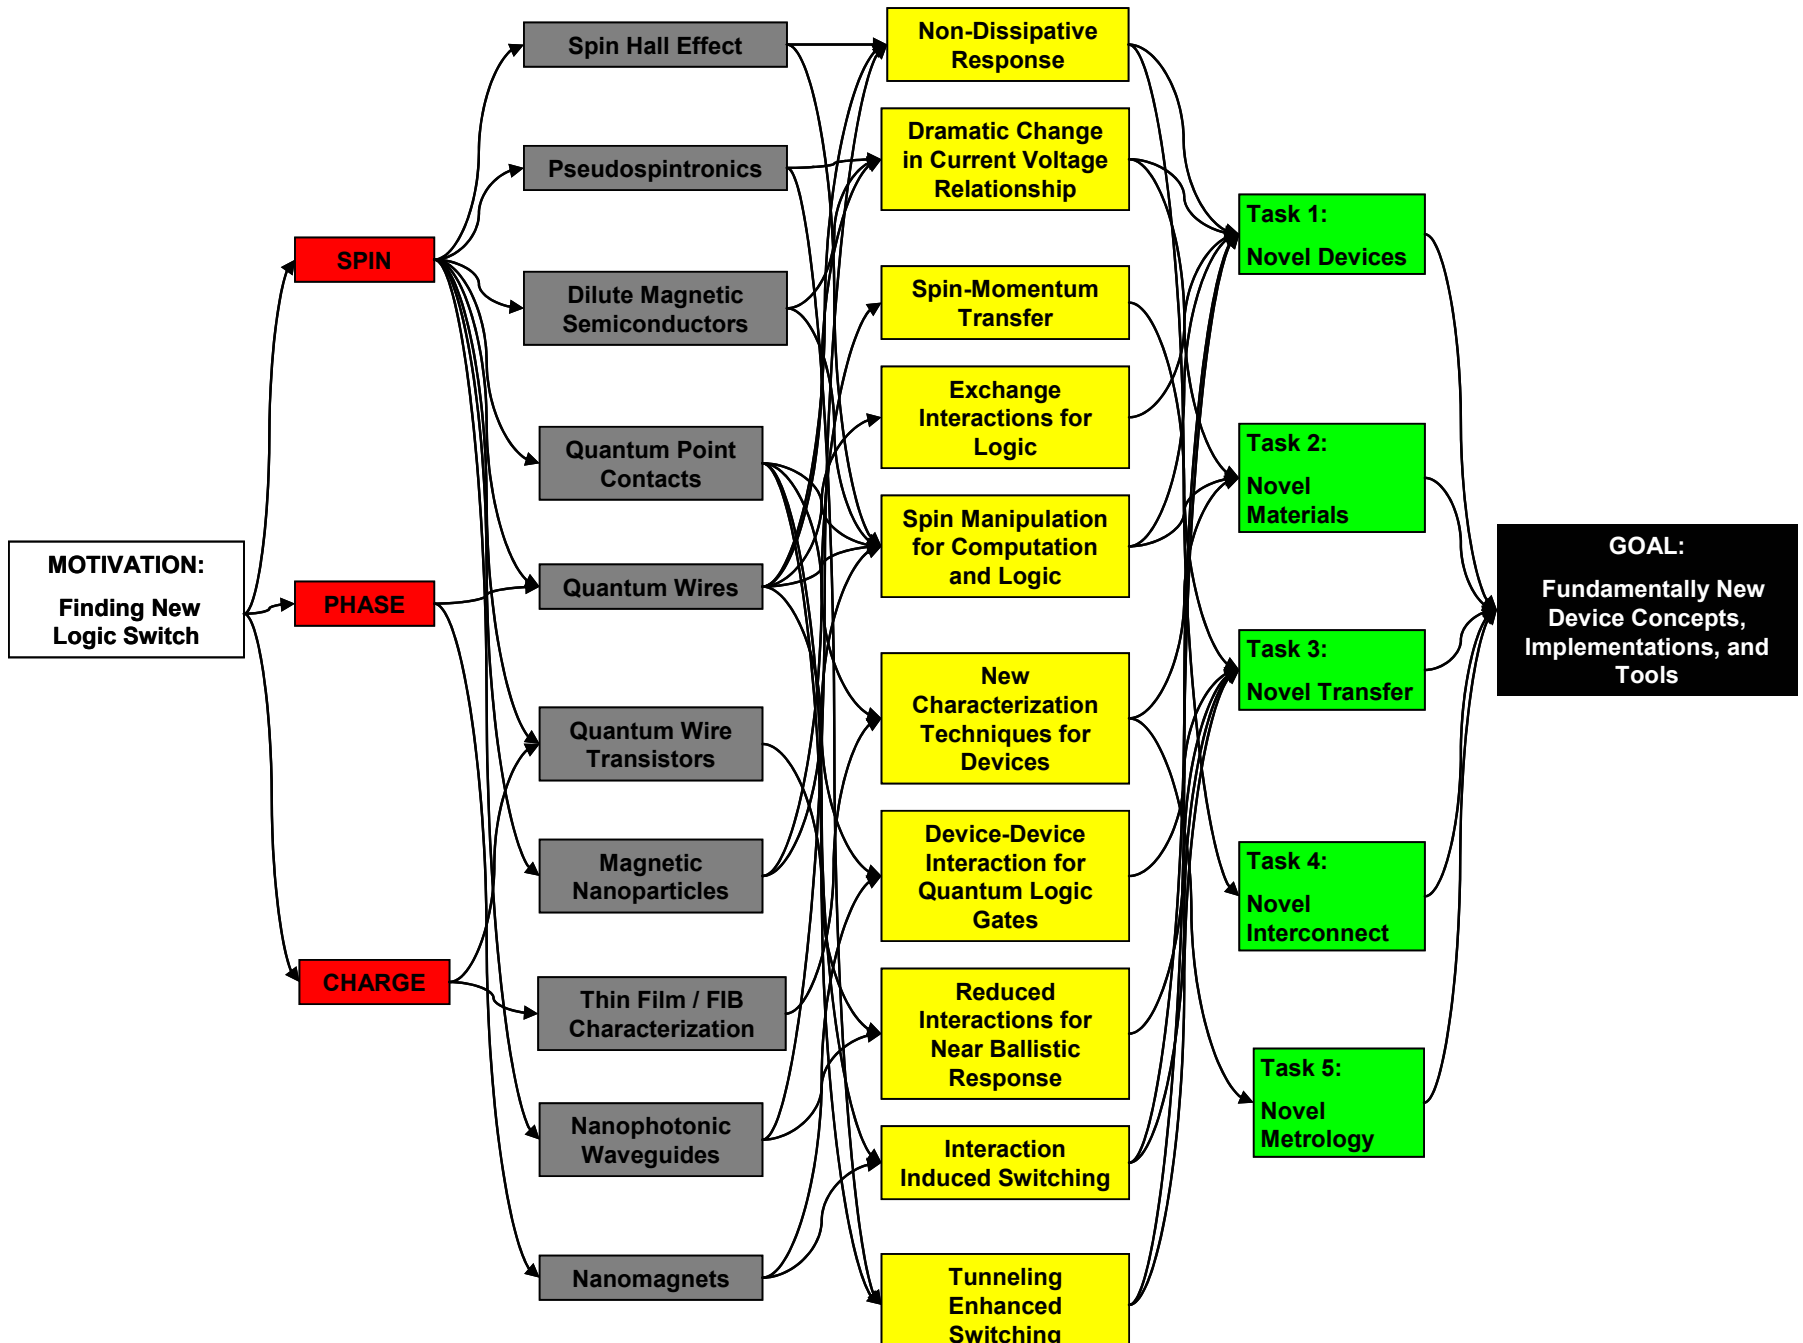 MOTIVATION:
Finding New
Logic Switch
SPIN
PHASE
CHARGE
Spin Hall Effect
Pseudospintronics
Dilute Magnetic
Semiconductors
Quantum Point
Contacts
Quantum Wires
Quantum Wire
Transistors
Magnetic
Nanoparticles
Thin Film / FIB
Characterization
Nanophotonic
Waveguides
Nanomagnets
Non-Dissipative
Response
Dramatic Change
in Current Voltage
Relationship
Spin-Momentum
Transfer
Exchange
Interactions for
Logic
Spin Manipulation
for Computation
and Logic
New
Characterization
Techniques for
Devices
Device-Device
Interaction for
Quantum Logic
Gates
Reduced
Interactions for
Near Ballistic
Response
Interaction
Induced Switching
Tunneling
Enhanced
Switching
Task 1:
Novel Devices
Task 2:
Novel
Materials
Task 3:
Novel Transfer
Task 4:
Novel
Interconnect
Task 5:
Novel
Metrology
GOAL:
Fundamentally New
Device Concepts,
Implementations, and
Tools